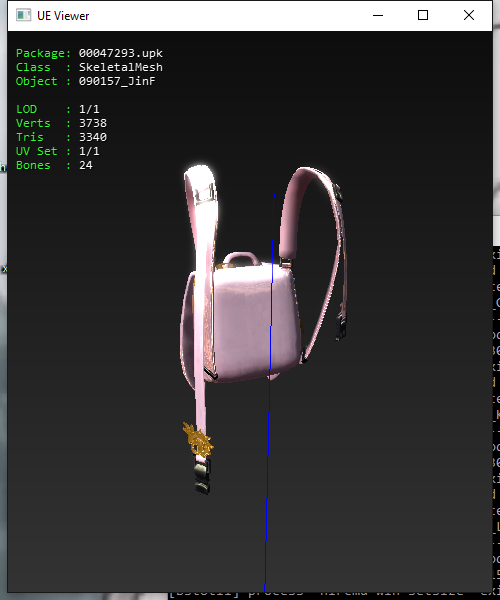 UE Viewer
Package: 00047293.upk
Class : SkeletalMesh
Object : 090157_JinF
LOD : 1/1
Verts : 3738
Tris : 3340
UV Set : 1/1
Bones : 24